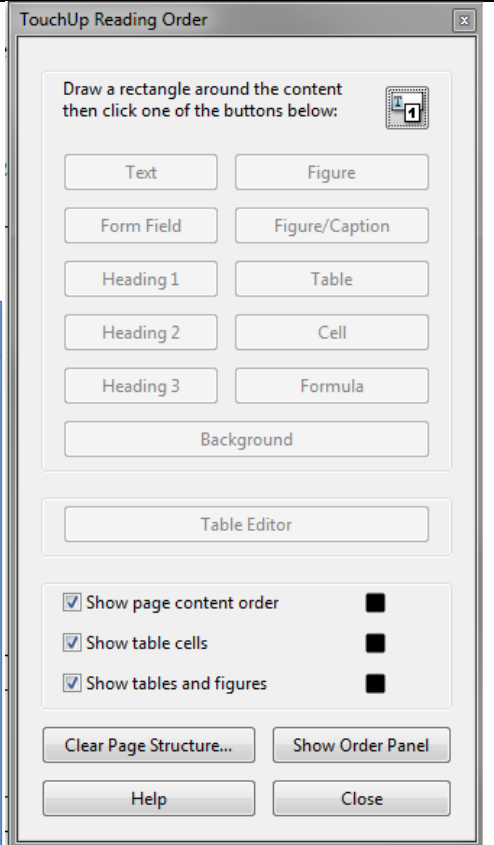 TouchUp Reading Order
Draw a rectangle around the content
then click one of the buttons below:
T
1
Text
Figure
Form Field
Figure/Caption
Heading 1
Table
Heading 2
Cell
Heading 3
Formula
Background
Table Editor
Show page content order
Show table cells
Show tables and figures
Clear Page Structure...
Show Order Panel
Help
Close